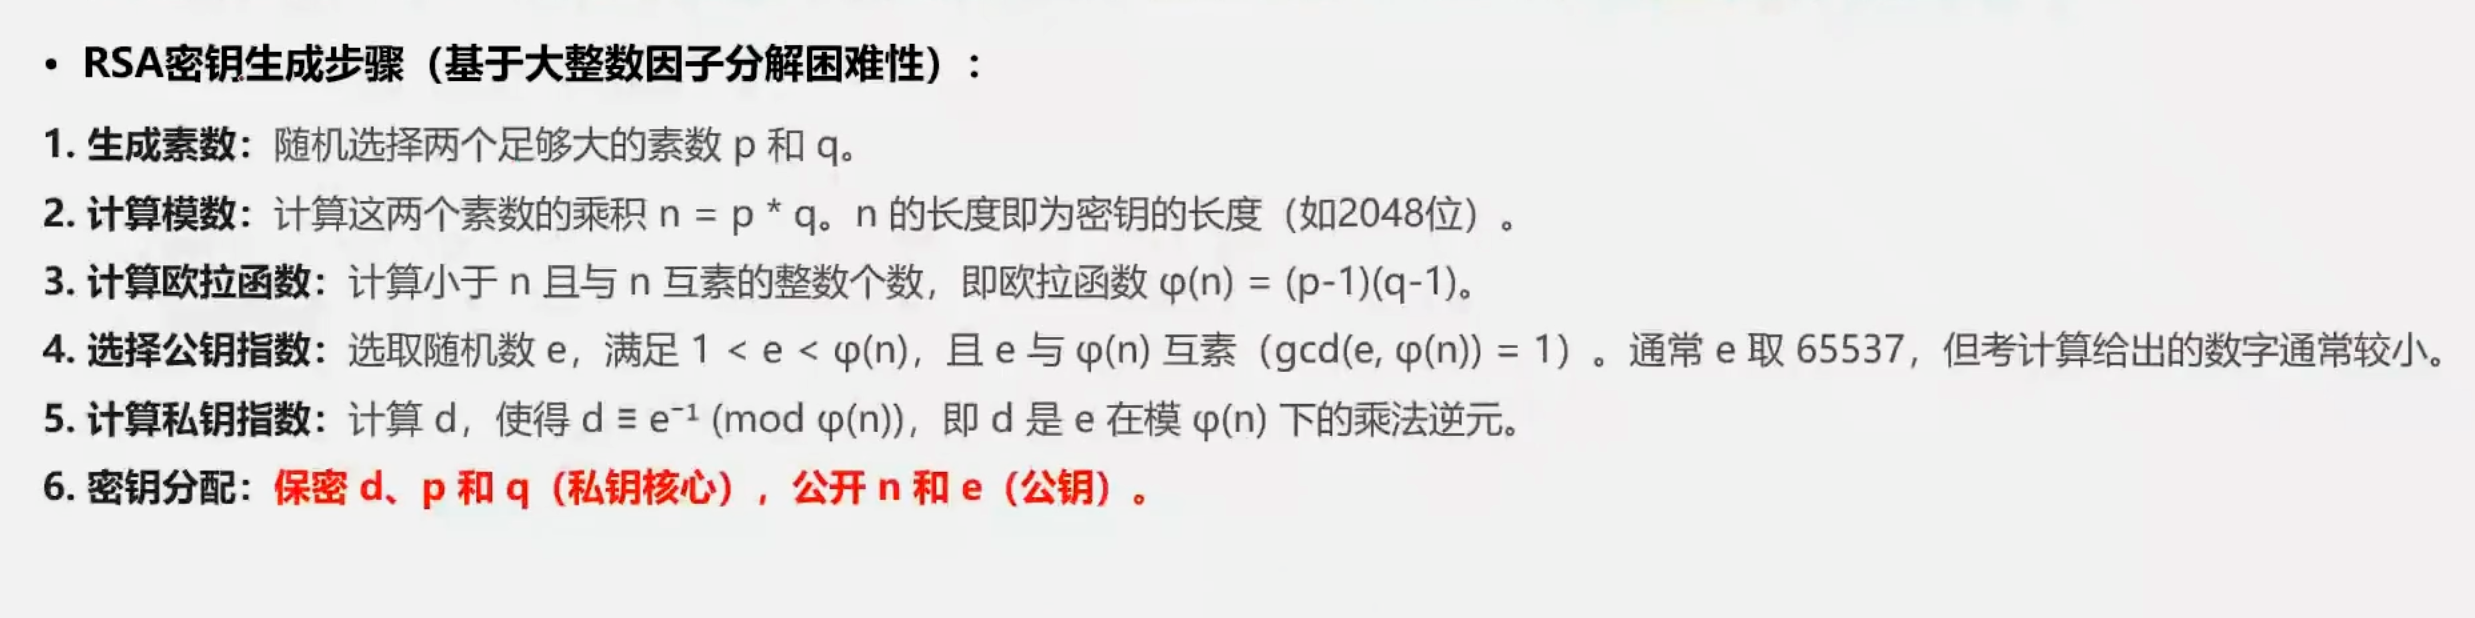 • RSA密钥生成步骤（基于大整数因子分解困难性）：
1. 生成素数：随机选择两个足够大的素数 p 和 q。
2. 计算模数：计算这两个素数的乘积 n = p * q。n 的长度即为密钥的长度（如2048位）。
3. 计算欧拉函数：计算小于 n 且与 n 互素的整数个数，即欧拉函数 φ(n) = (p-1)(q-1)。
4. 选择公钥指数：选取随机数 e，满足 1 < e < φ(n)，且 e 与 φ(n) 互素（gcd(e, φ(n)) = 1）。通常 e 取 65537，但考计算给出的数字通常较小。
5. 计算私钥指数：计算 d，使得 d ≡ e⁻¹ (mod φ(n))，即 d 是 e 在模 φ(n) 下的乘法逆元。
6. 密钥分配：保密 d、p 和 q（私钥核心），公开 n 和 e（公钥）。